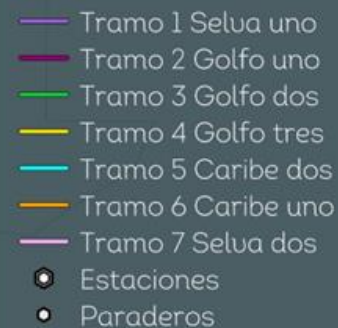 Tramo 1 Selva uno
Tramo 2 Golfo uno
Tramo 3 Golfo dos
Tramo 4 Golfo tres
Tramo 5 Caribe dos
Tramo 6 Caribe uno
Tramo 7 Selva dos
Estaciones
Paraderos